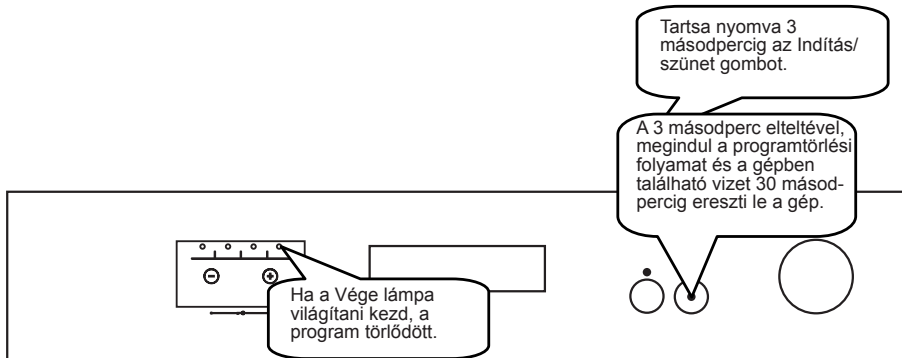 Tartsa nyomva 3
másodpercig az Indítás/
szünet gombot.
A 3 másodperc elteltével,
megindul a programtörlési
folyamat és a gépben
található vizet 30 másod-
percig ereszti le a gép.
Ha a Vége lámpa
világítani kezd, a
program törlődött.